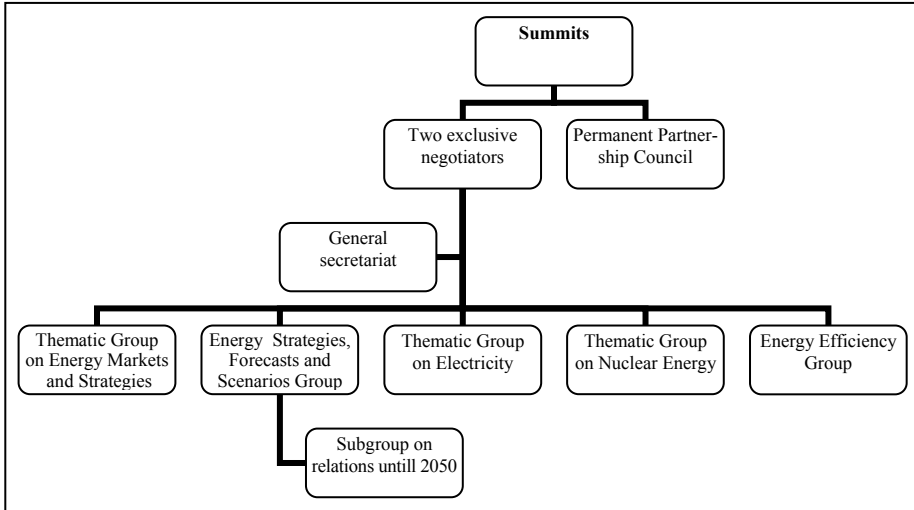 Summits
Two exclusive
negotiators
Permanent Partner-
ship Council
General
secretariat
Thematic Group
on Energy Markets
and Strategies
Energy Strategies,
Forecasts and
Scenarios Group
Thematic Group
on Electricity
Thematic Group
on Nuclear Energy
Energy Efficiency
Group
Subgroup on
relations untill 2050